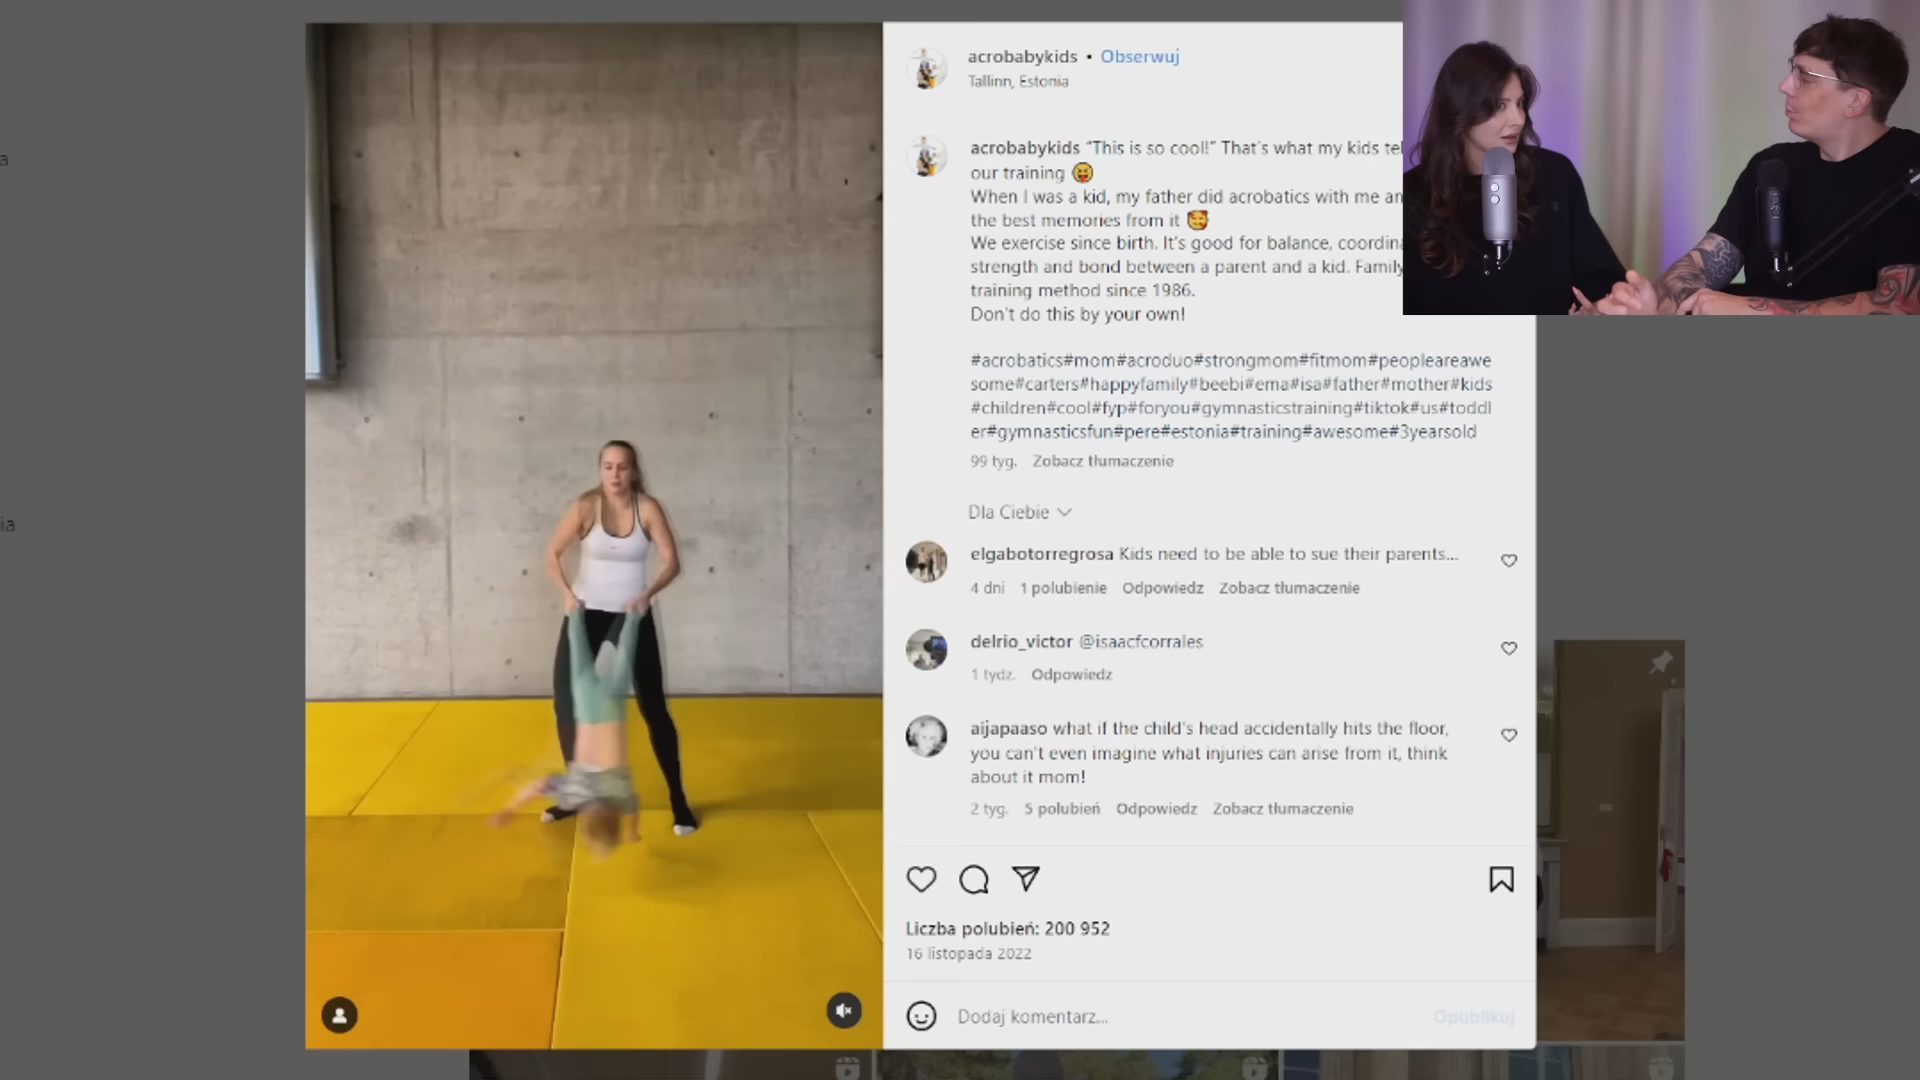 acrobabykids • Obserwuj
Tallinn, Estonia
acrobabykids “This is so cool!” That’s what my kids
our training
When I was a kid, my father did acrobatics with me
the best memories from it
We exercise since birth. It’s good for balance,
strength and bond between a parent and a kid. Family
training method since 1986.
Don’t do this by your own!
#acrobatics#mom#acroduo#strongmom#fitmom#peopleareawe
some#carters#happyfamily#beebi#ema#isa#father#mother#kids
#children#cool#fyp#foryou#gymnasticstraining#tiktok#us#toddl
er#gymnasticsfun#pere#estonia#training#awesome#3yearsold
99 tyg. Zobacz tłumaczenie
Dla Ciebie
elgabotorregrosa Kids need to be able to sue their parents...
4 dni 1 polubienie Odpowiedz Zobacz tłumaczenie
delrio_victor @isaacfcorrales
1 tydz. Odpowiedz
aijapaaso what if the child's head accidentally hits the floor,
you can't even imagine what injuries can arise from it, think
about it mom!
2 tyg. 5 polubień Odpowiedz Zobacz tłumaczenie
Liczba polubień: 200 952
16 listopada 2022
Dodaj komentarz...
Opublikuj